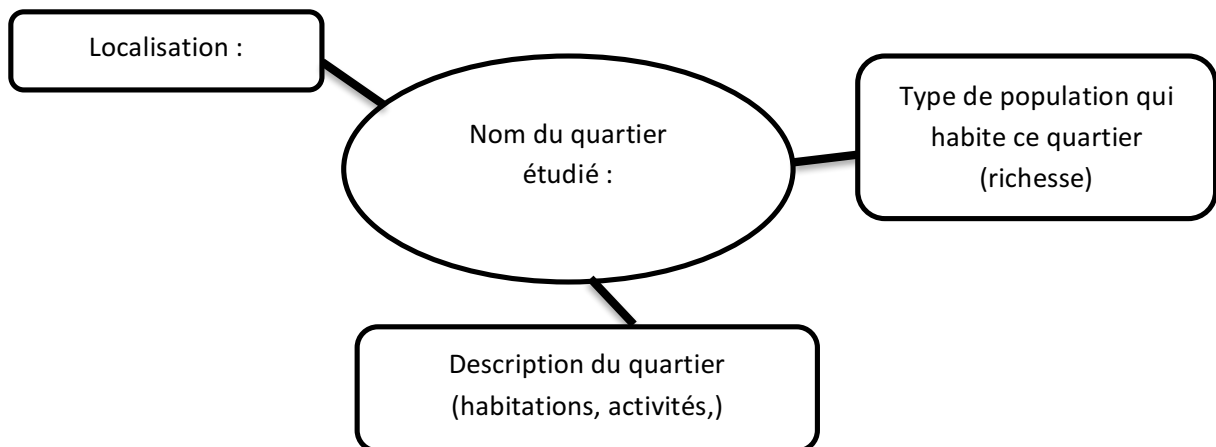 Localisation :
Nom du quartier
étudié :
Type de population qui
habite ce quartier
(richesse)
Description du quartier
(habitations, activités,)